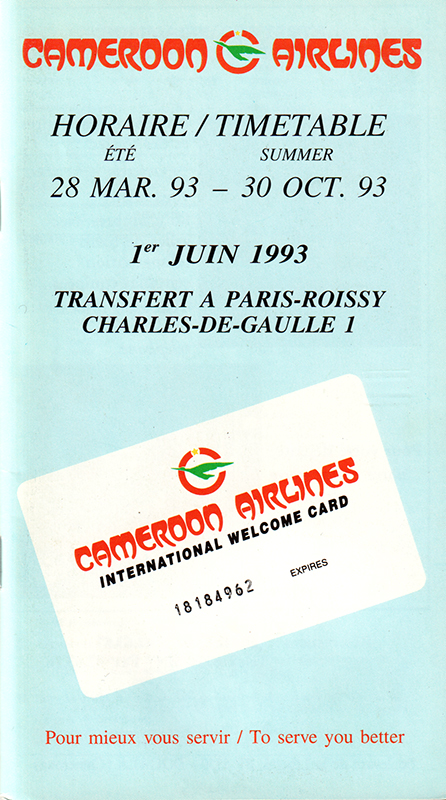 CAMEROON AIRLINES
HORAIRE / TIMETABLE
ÉTÉ SUMMER
28 MAR. 93 – 30 OCT. 93
1er JUIN 1993
TRANSFERT A PARIS-ROISSY
CHARLES-DE-GAULLE 1
CAMEROON AIRLINES
INTERNATIONAL WELCOME CARD
18184962 EXPIRES
Pour mieux vous servir / To serve you better